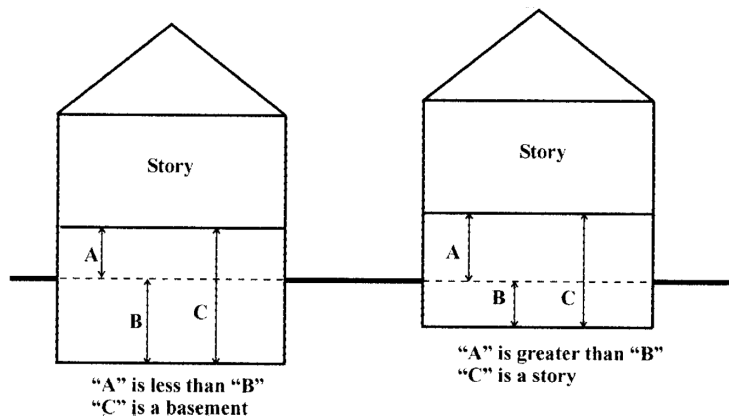 Story
A
B
C
“A” is less than “B”
“C” is a basement
Story
A
B
C
“A” is greater than “B”
“C” is a story